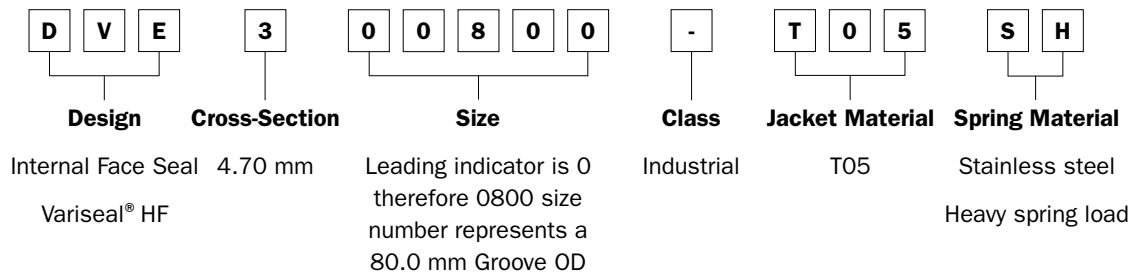 D V E 3 0 0 8 0 0 - T 0 5 S H
Design Cross-Section Size Class Jacket Material Spring Material
Internal Face Seal 4.70 mm Leading indicator is 0 Industrial T05 Stainless steel
therefore 0800 size
Variseal® HF number represents a Heavy spring load
80.0 mm Groove OD